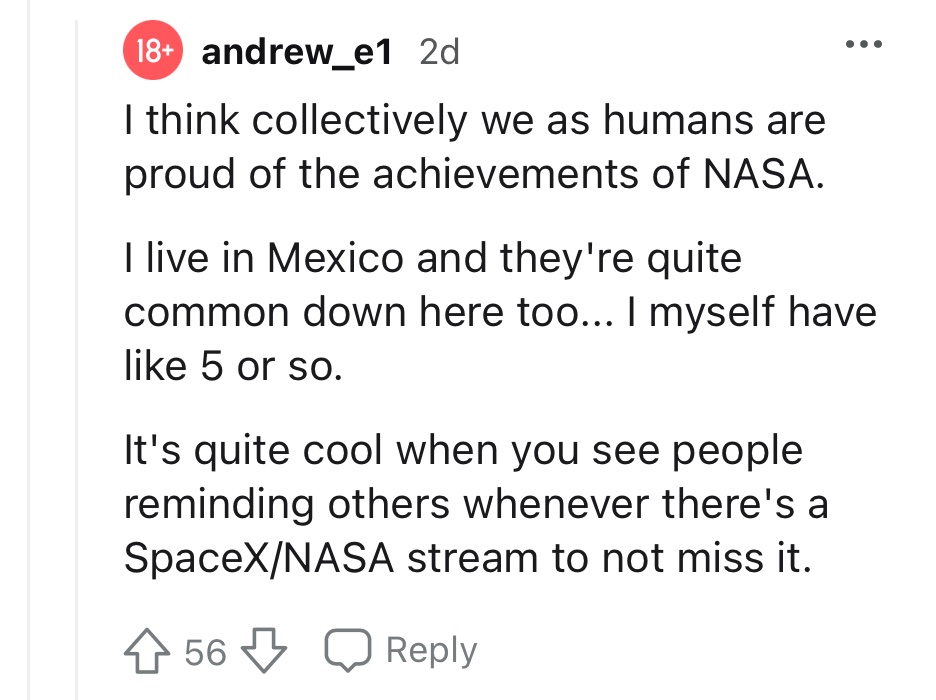 18+ andrew_e1 2d
I think collectively we as humans are
proud of the achievements of NASA.
I live in Mexico and they're quite
common down here too... I myself have
like 5 or so.
It's quite cool when you see people
reminding others whenever there's a
SpaceX/NASA stream to not miss it.
56 Reply